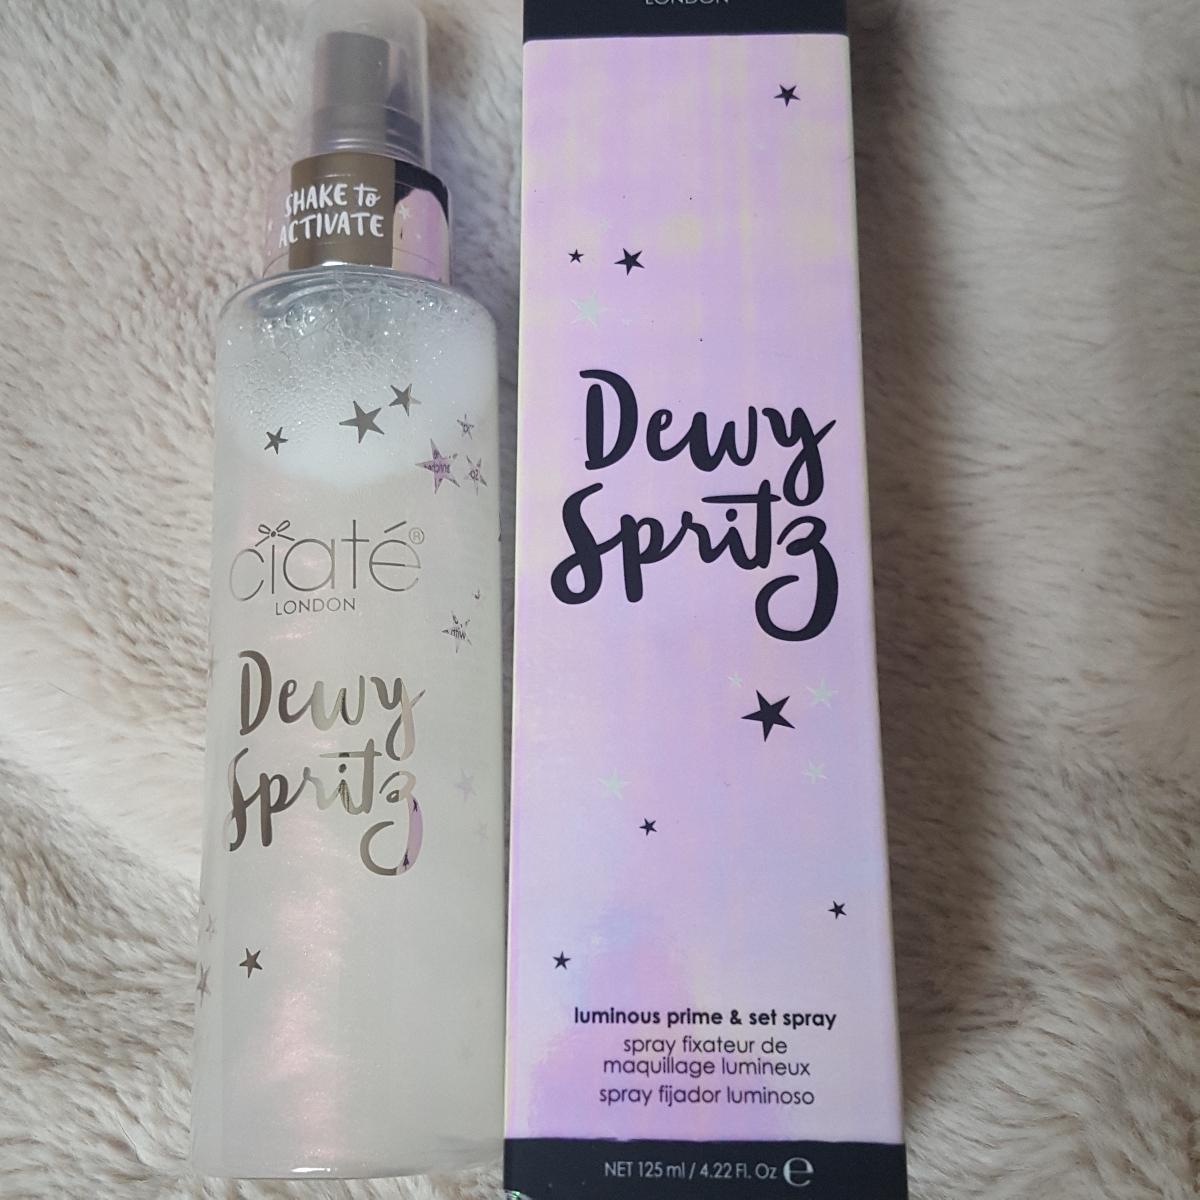 SHAKE to
ACTIVATE
ciaté®
LONDON
Dewy
Spritz
LONDON
Dewy
Spritz
luminous prime & set spray
spray fixateur de
maquillage lumineux
spray fijador luminoso
NET 125 ml / 4.22 Fl. Oz ℮